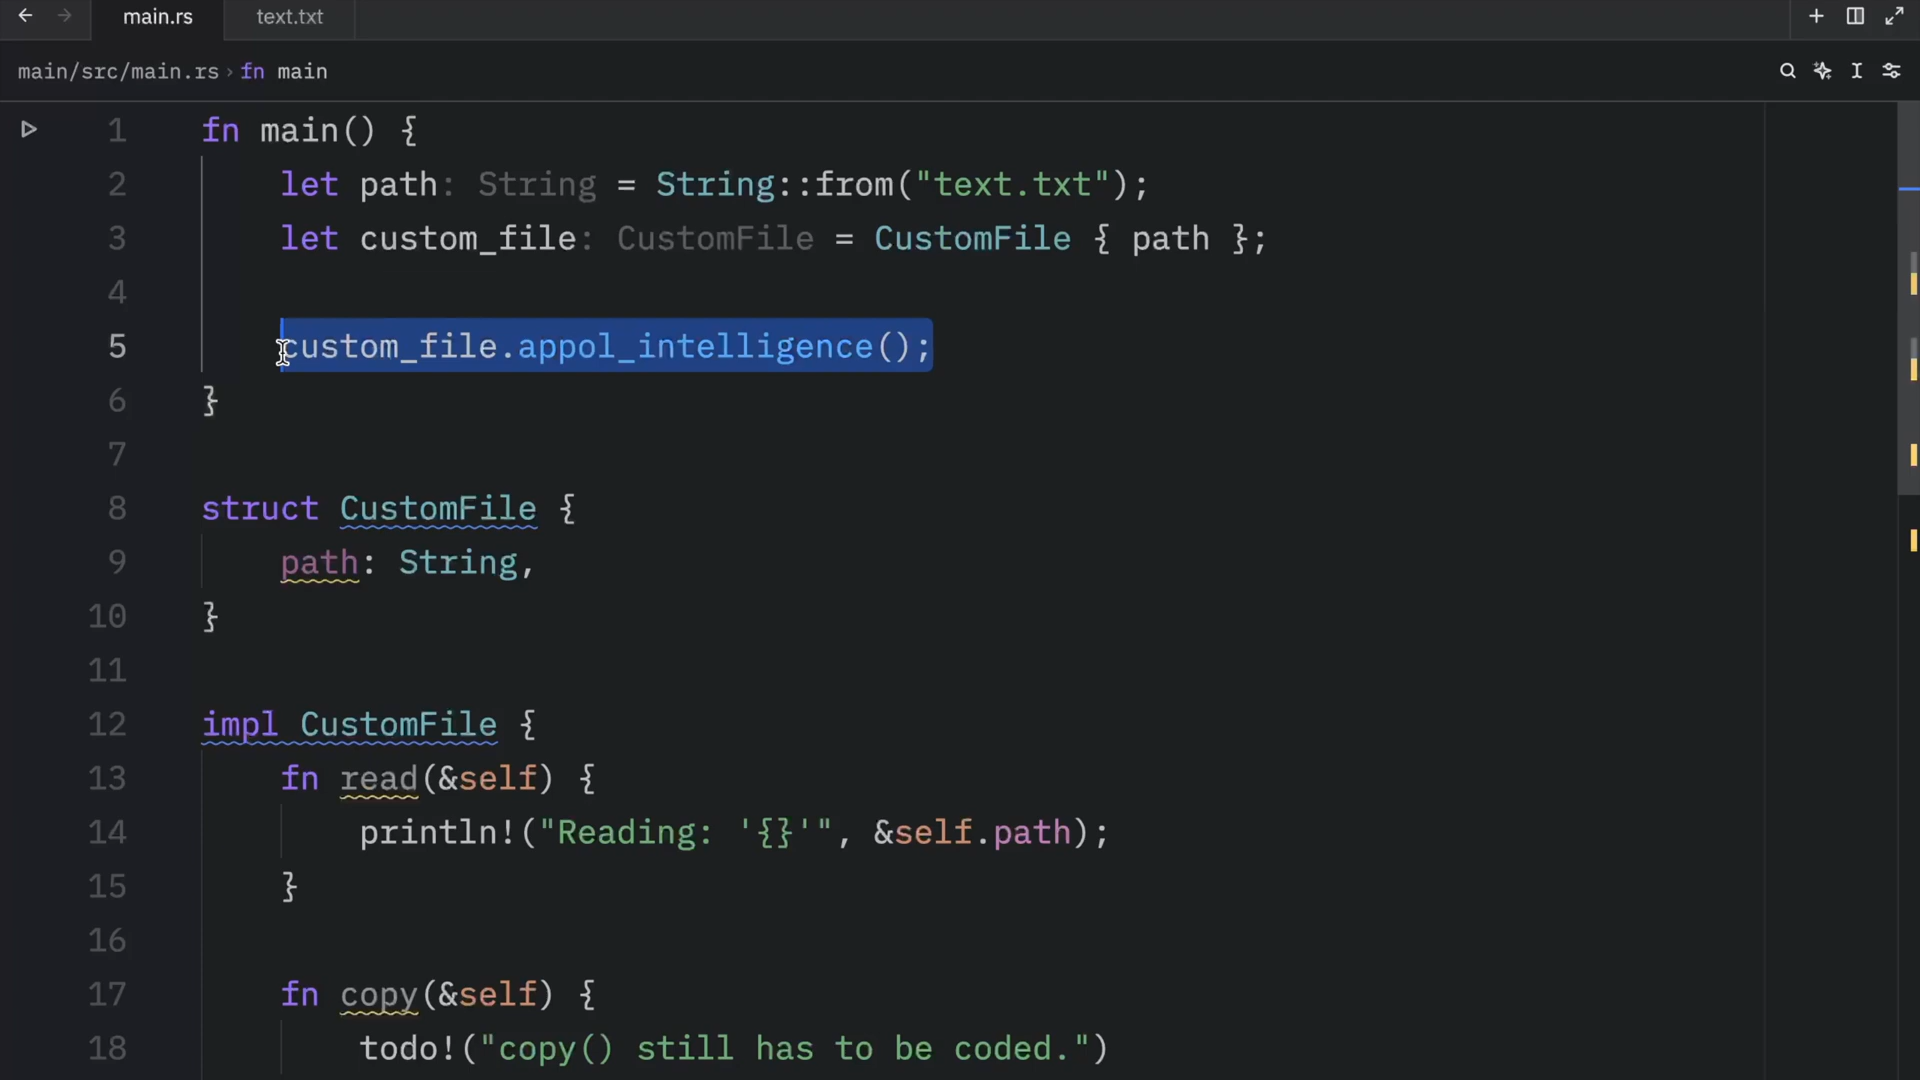 main.rs
text.txt
main/src/main.rs › fn main
1 fn main() {
2 let path: String = String::from("text.txt");
3 let custom_file: CustomFile = CustomFile { path };
4
5 custom_file.appol_intelligence();
6 }
7
8 struct CustomFile {
9 path: String,
10 }
11
12 impl CustomFile {
13 fn read(&self) {
14 println!("Reading: '{}'", &self.path);
15 }
16
17 fn copy(&self) {
18 todo!("copy() still has to be coded.")